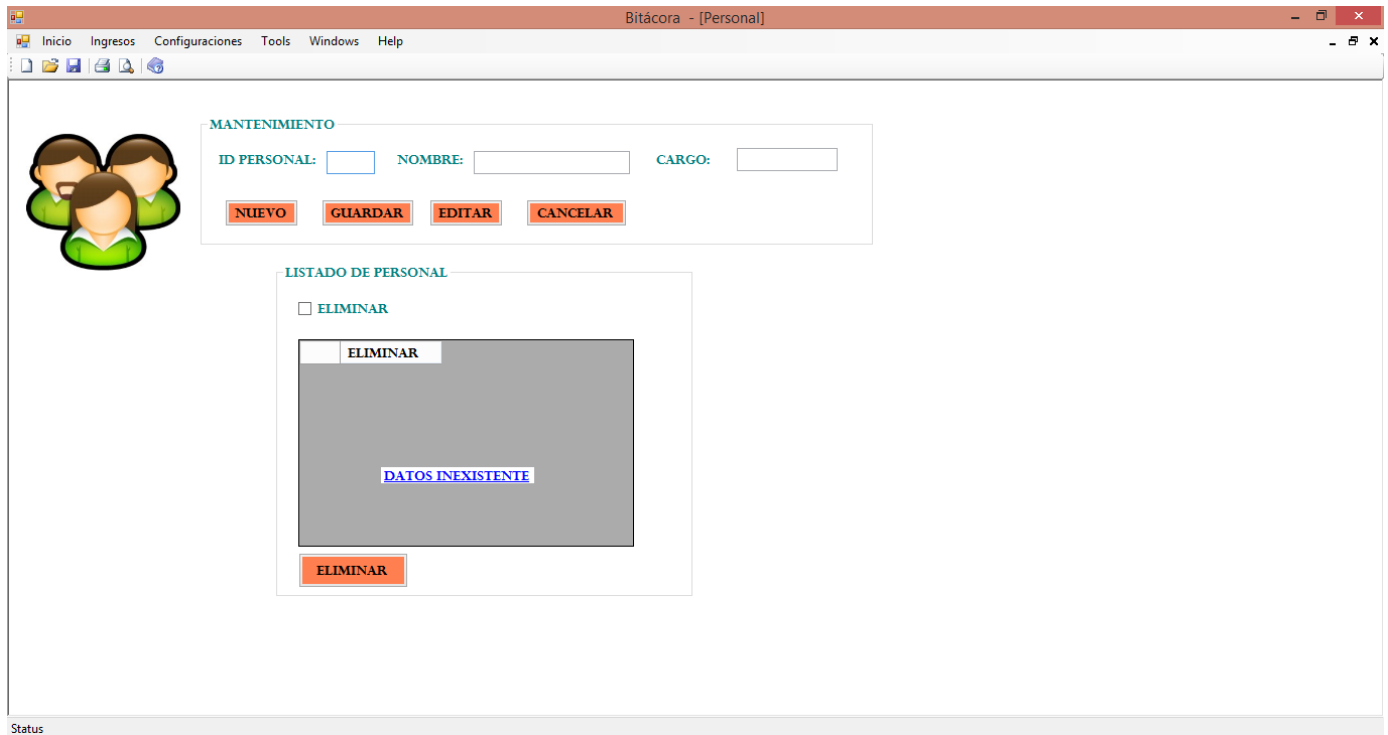 Bitácora - [Personal]
Inicio Ingresos Configuraciones Tools Windows Help
MANTENIMIENTO
ID PERSONAL: NOMBRE: CARGO:
NUEVO GUARDAR EDITAR CANCELAR
LISTADO DE PERSONAL
ELIMINAR
ELIMINAR
DATOS INEXISTENTE
ELIMINAR
Status